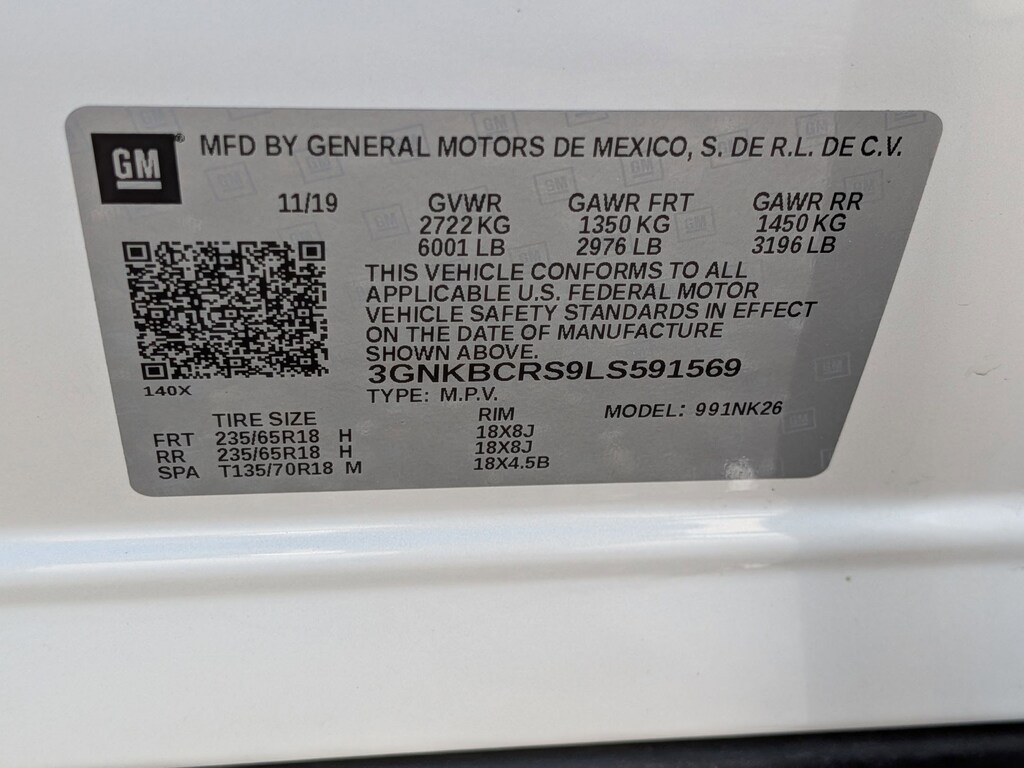 GM® MFD BY GENERAL MOTORS DE MEXICO, S. DE R.L. DE C.V.
11/19 GVWR GAWR FRT GAWR RR
2722 KG 1350 KG 1450 KG
6001 LB 2976 LB 3196 LB
THIS VEHICLE CONFORMS TO ALL
APPLICABLE U.S. FEDERAL MOTOR
VEHICLE SAFETY STANDARDS IN EFFECT
ON THE DATE OF MANUFACTURE
SHOWN ABOVE.
3GNKBCRS9LS591569
140X
TYPE: M.P.V.
TIRE SIZE RIM MODEL: 991NK26
FRT 235/65R18 H 18X8J
RR 235/65R18 H 18X8J
SPA T135/70R18 M 18X4.5B